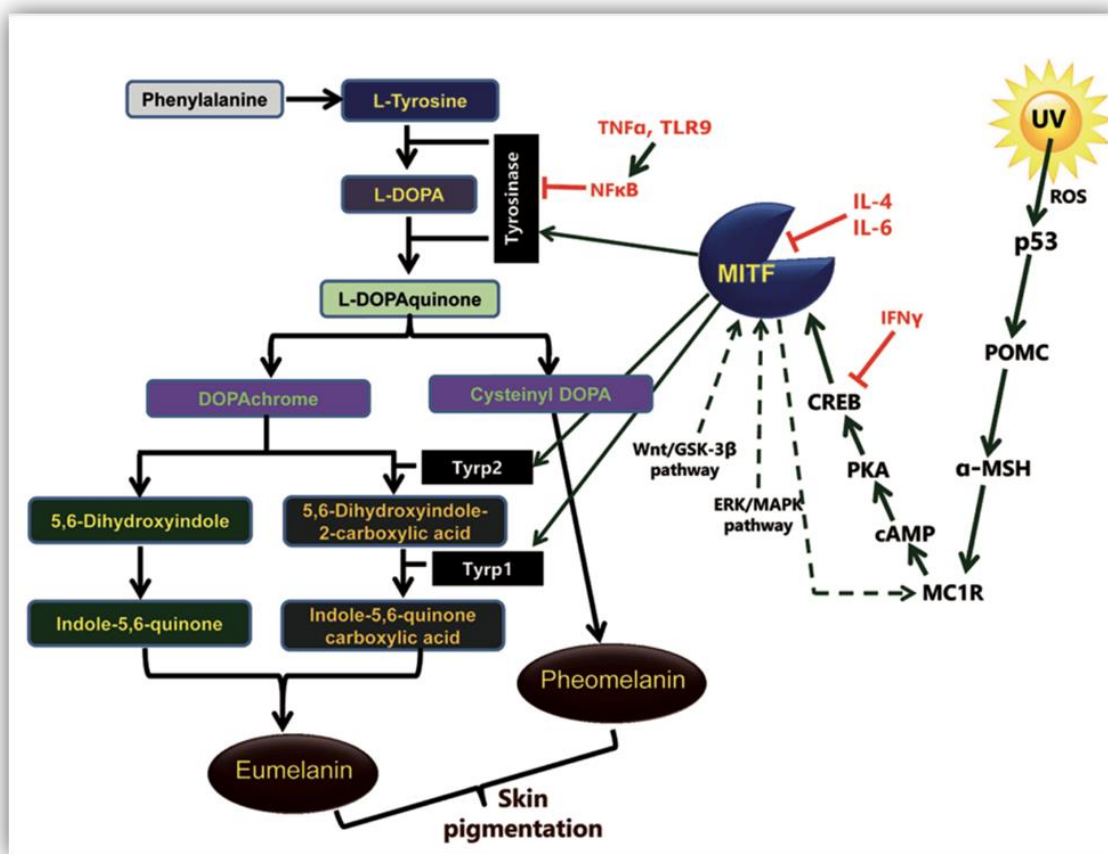 Phenylalanine
L-Tyrosine
L-DOPA
Tyrosinase
TNFα, TLR9
NFκB
L-DOPAquinone
DOPAchrome
Cysteinyl DOPA
Tyrp2
5,6-Dihydroxyindole
5,6-Dihydroxyindole-
2-carboxylic acid
Tyrp1
Indole-5,6-quinone
Indole-5,6-quinone
carboxylic acid
Pheomelanin
Eumelanin
Skin
pigmentation
MITF
IL-4
IL-6
Wnt/GSK-3β
pathway
ERK/MAPK
pathway
UV
ROS
p53
POMC
α-MSH
MC1R
cAMP
PKA
CREB
IFNγ